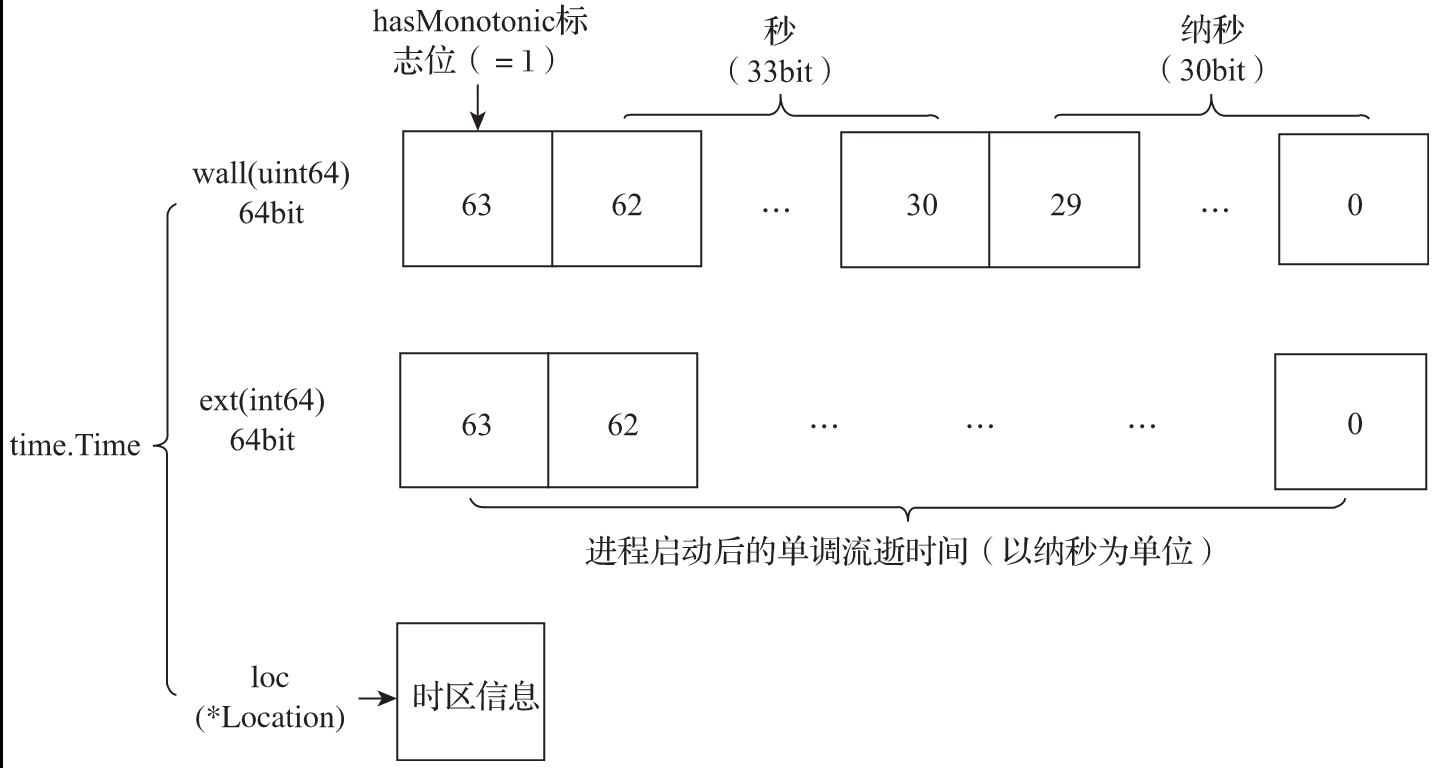 hasMonotonic标
志位（=1）
秒
（33bit）
纳秒
（30bit）
wall(uint64)
64bit
63
62
…
30
29
…
0
ext(int64)
64bit
63
62
…
…
…
0
time.Time
进程启动后的单调流逝时间（以纳秒为单位）
loc
(*Location)
时区信息